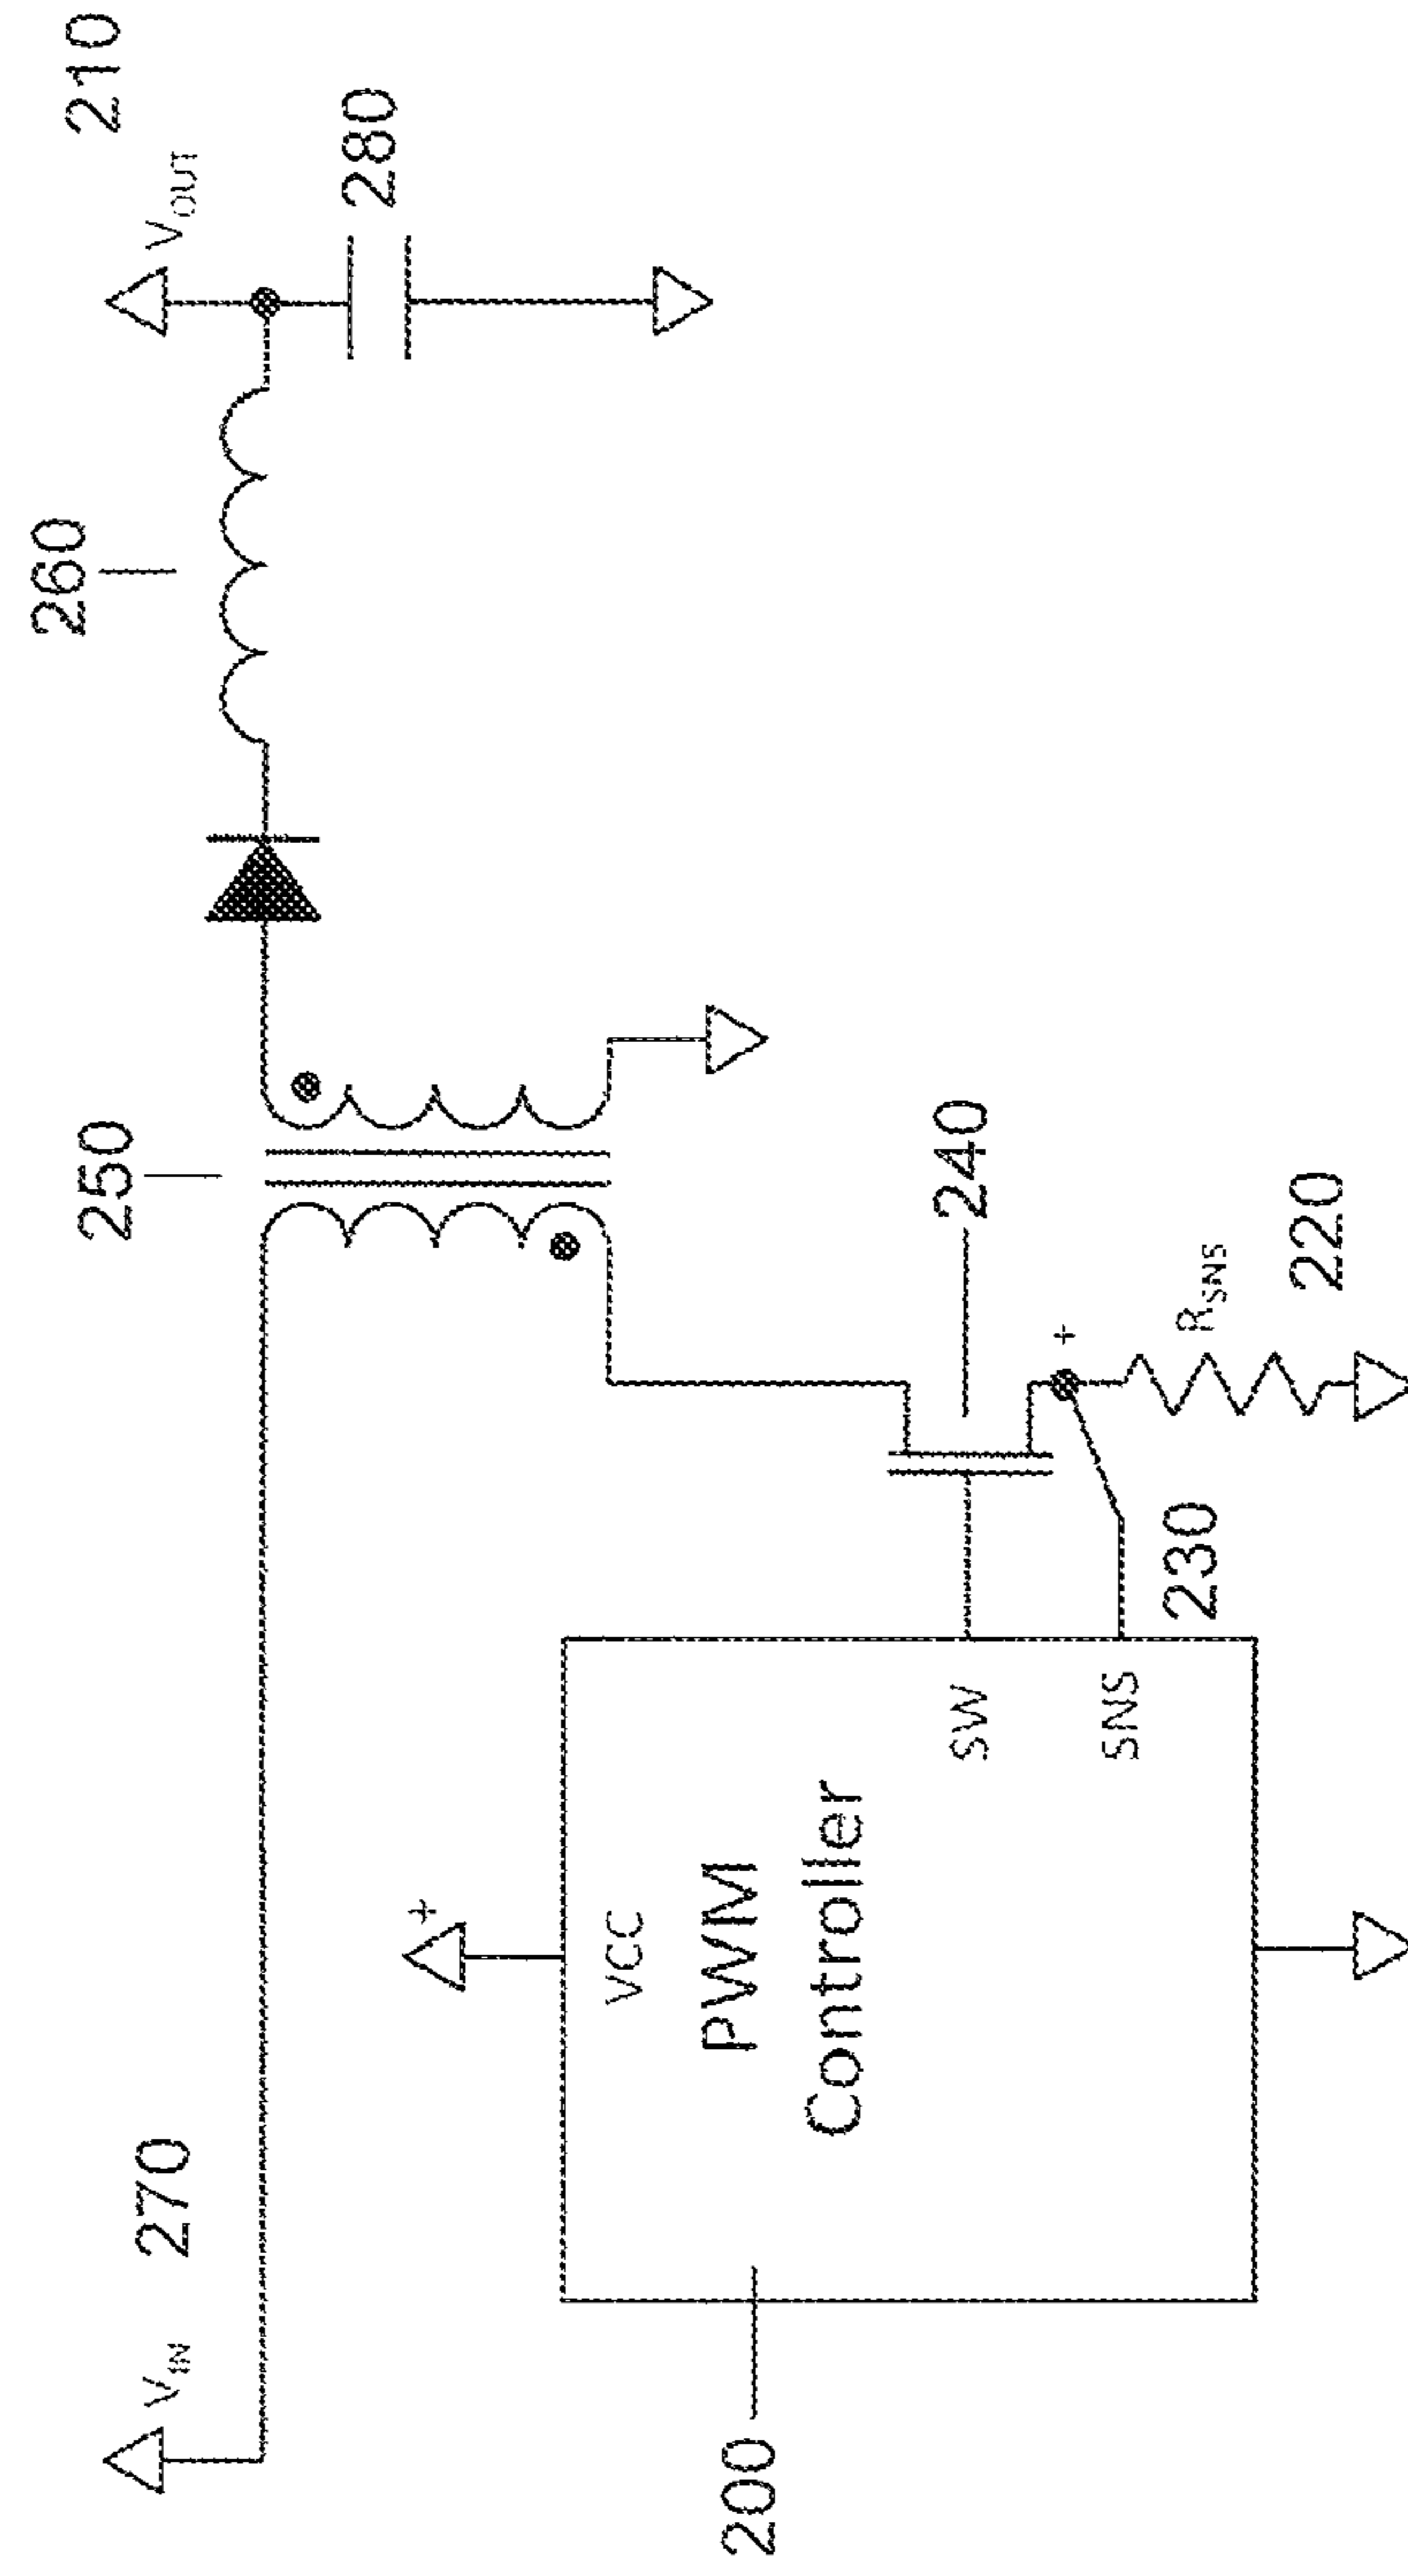 210
V_OUT
280
260
250
240
R_SNS
220
230
270
V_IN
VCC
PWM
Controller
SW
SNS
+
+
200